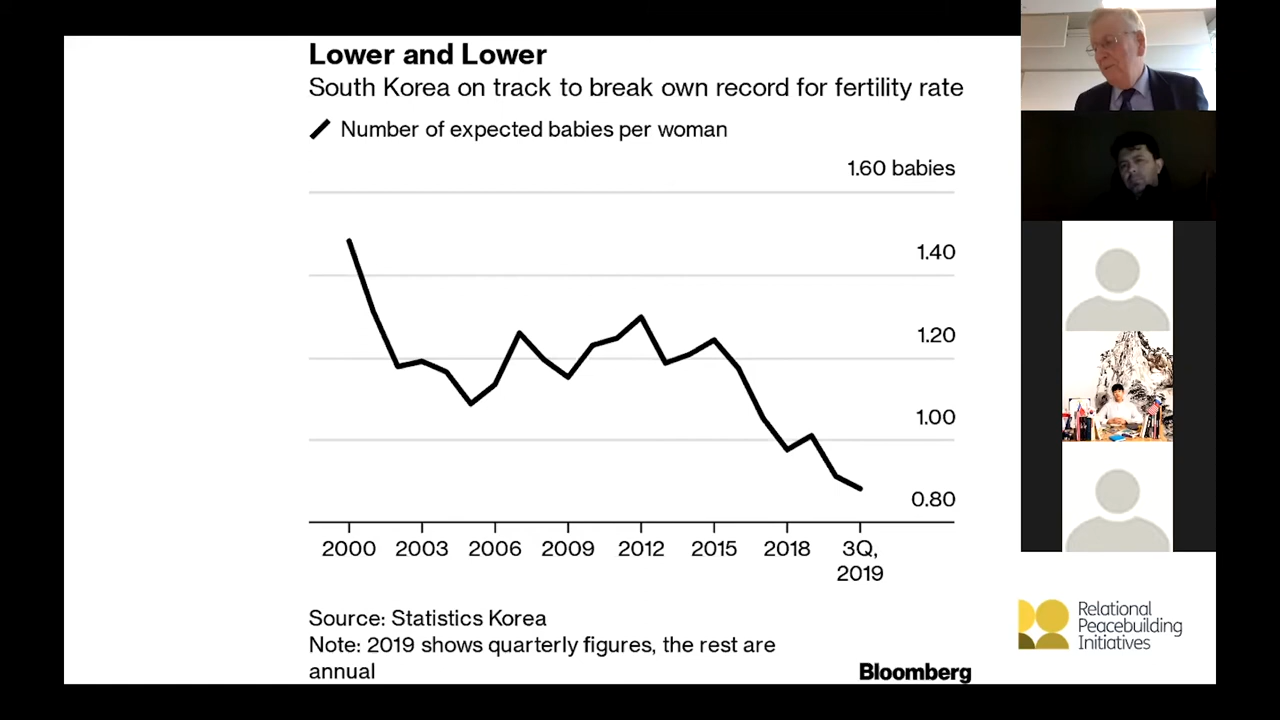 Lower and Lower
South Korea on track to break own record for fertility rate
Number of expected babies per woman
1.60 babies
1.40
1.20
1.00
0.80
2000 2003 2006 2009 2012 2015 2018 3Q,
2019
Source: Statistics Korea
Note: 2019 shows quarterly figures, the rest are
annual
Bloomberg
Relational
Peacebuilding
Initiatives